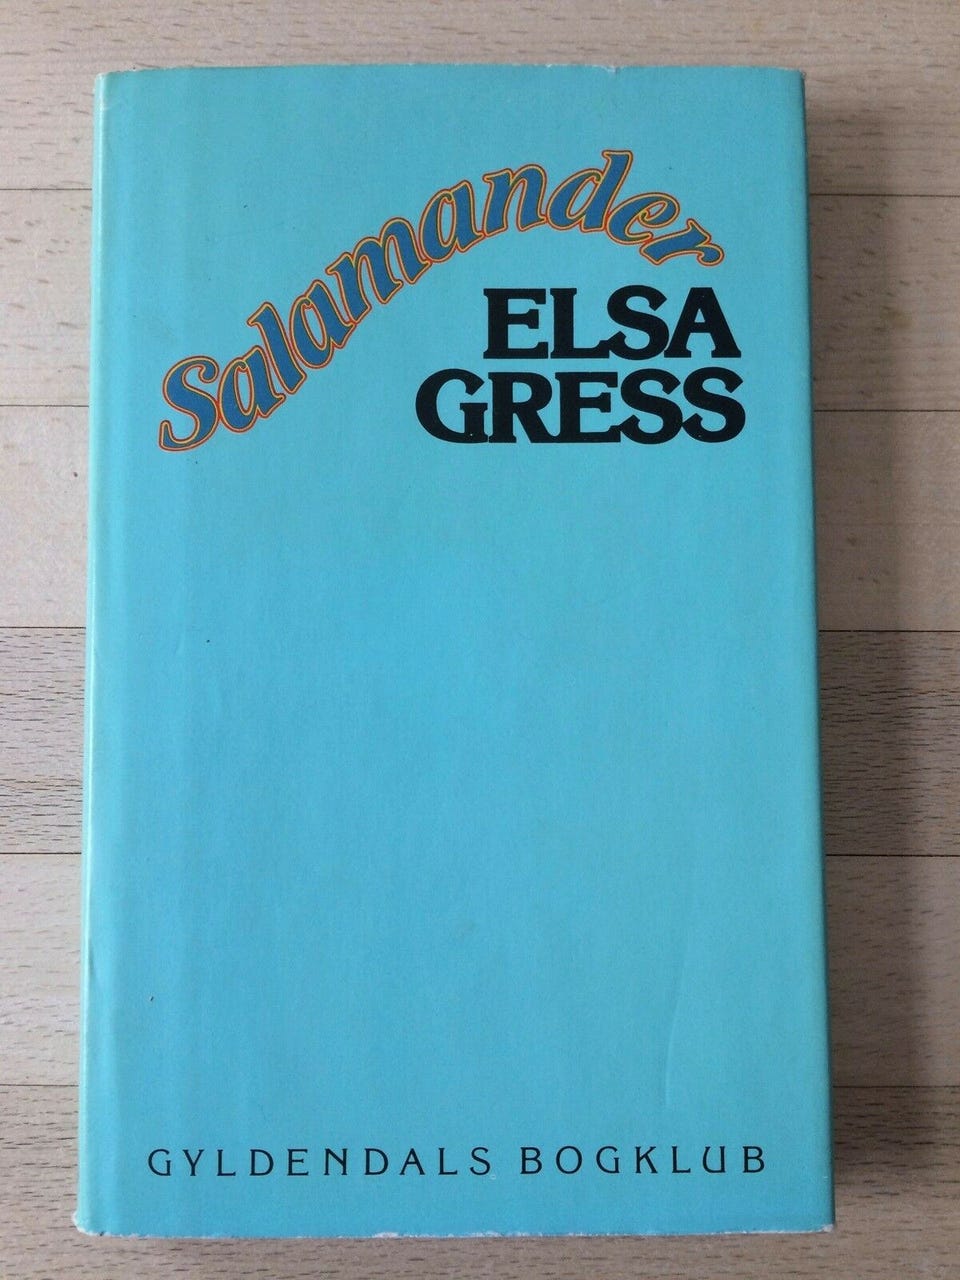 Salamander
ELSA
GRESS
GYLDENDALS BOGKLUB